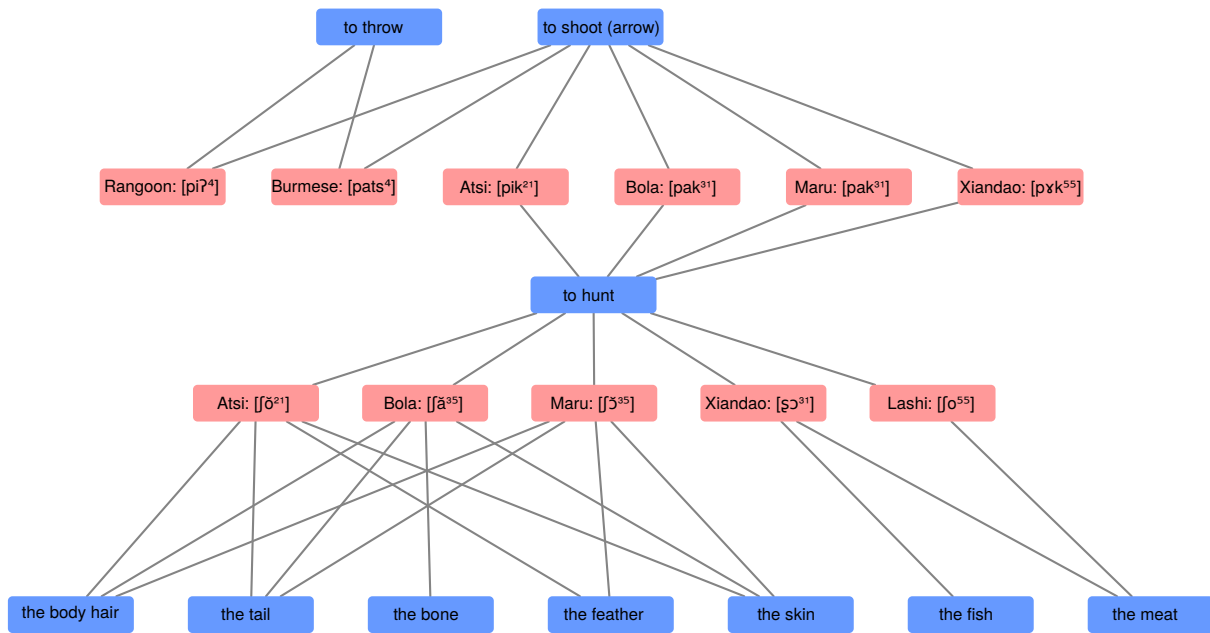 to throw
to shoot (arrow)
Rangoon: [piʔ⁴]
Burmese: [pats⁴]
Atsi: [pik²¹]
Bola: [pak³¹]
Maru: [pak³¹]
Xiandao: [pɤk⁵⁵]
to hunt
Atsi: [ʃŏ²¹]
Bola: [ʃă³⁵]
Maru: [ʃɔ̆³⁵]
Xiandao: [ʂɔ³¹]
Lashi: [ʃo⁵⁵]
the body hair
the tail
the bone
the feather
the skin
the fish
the meat